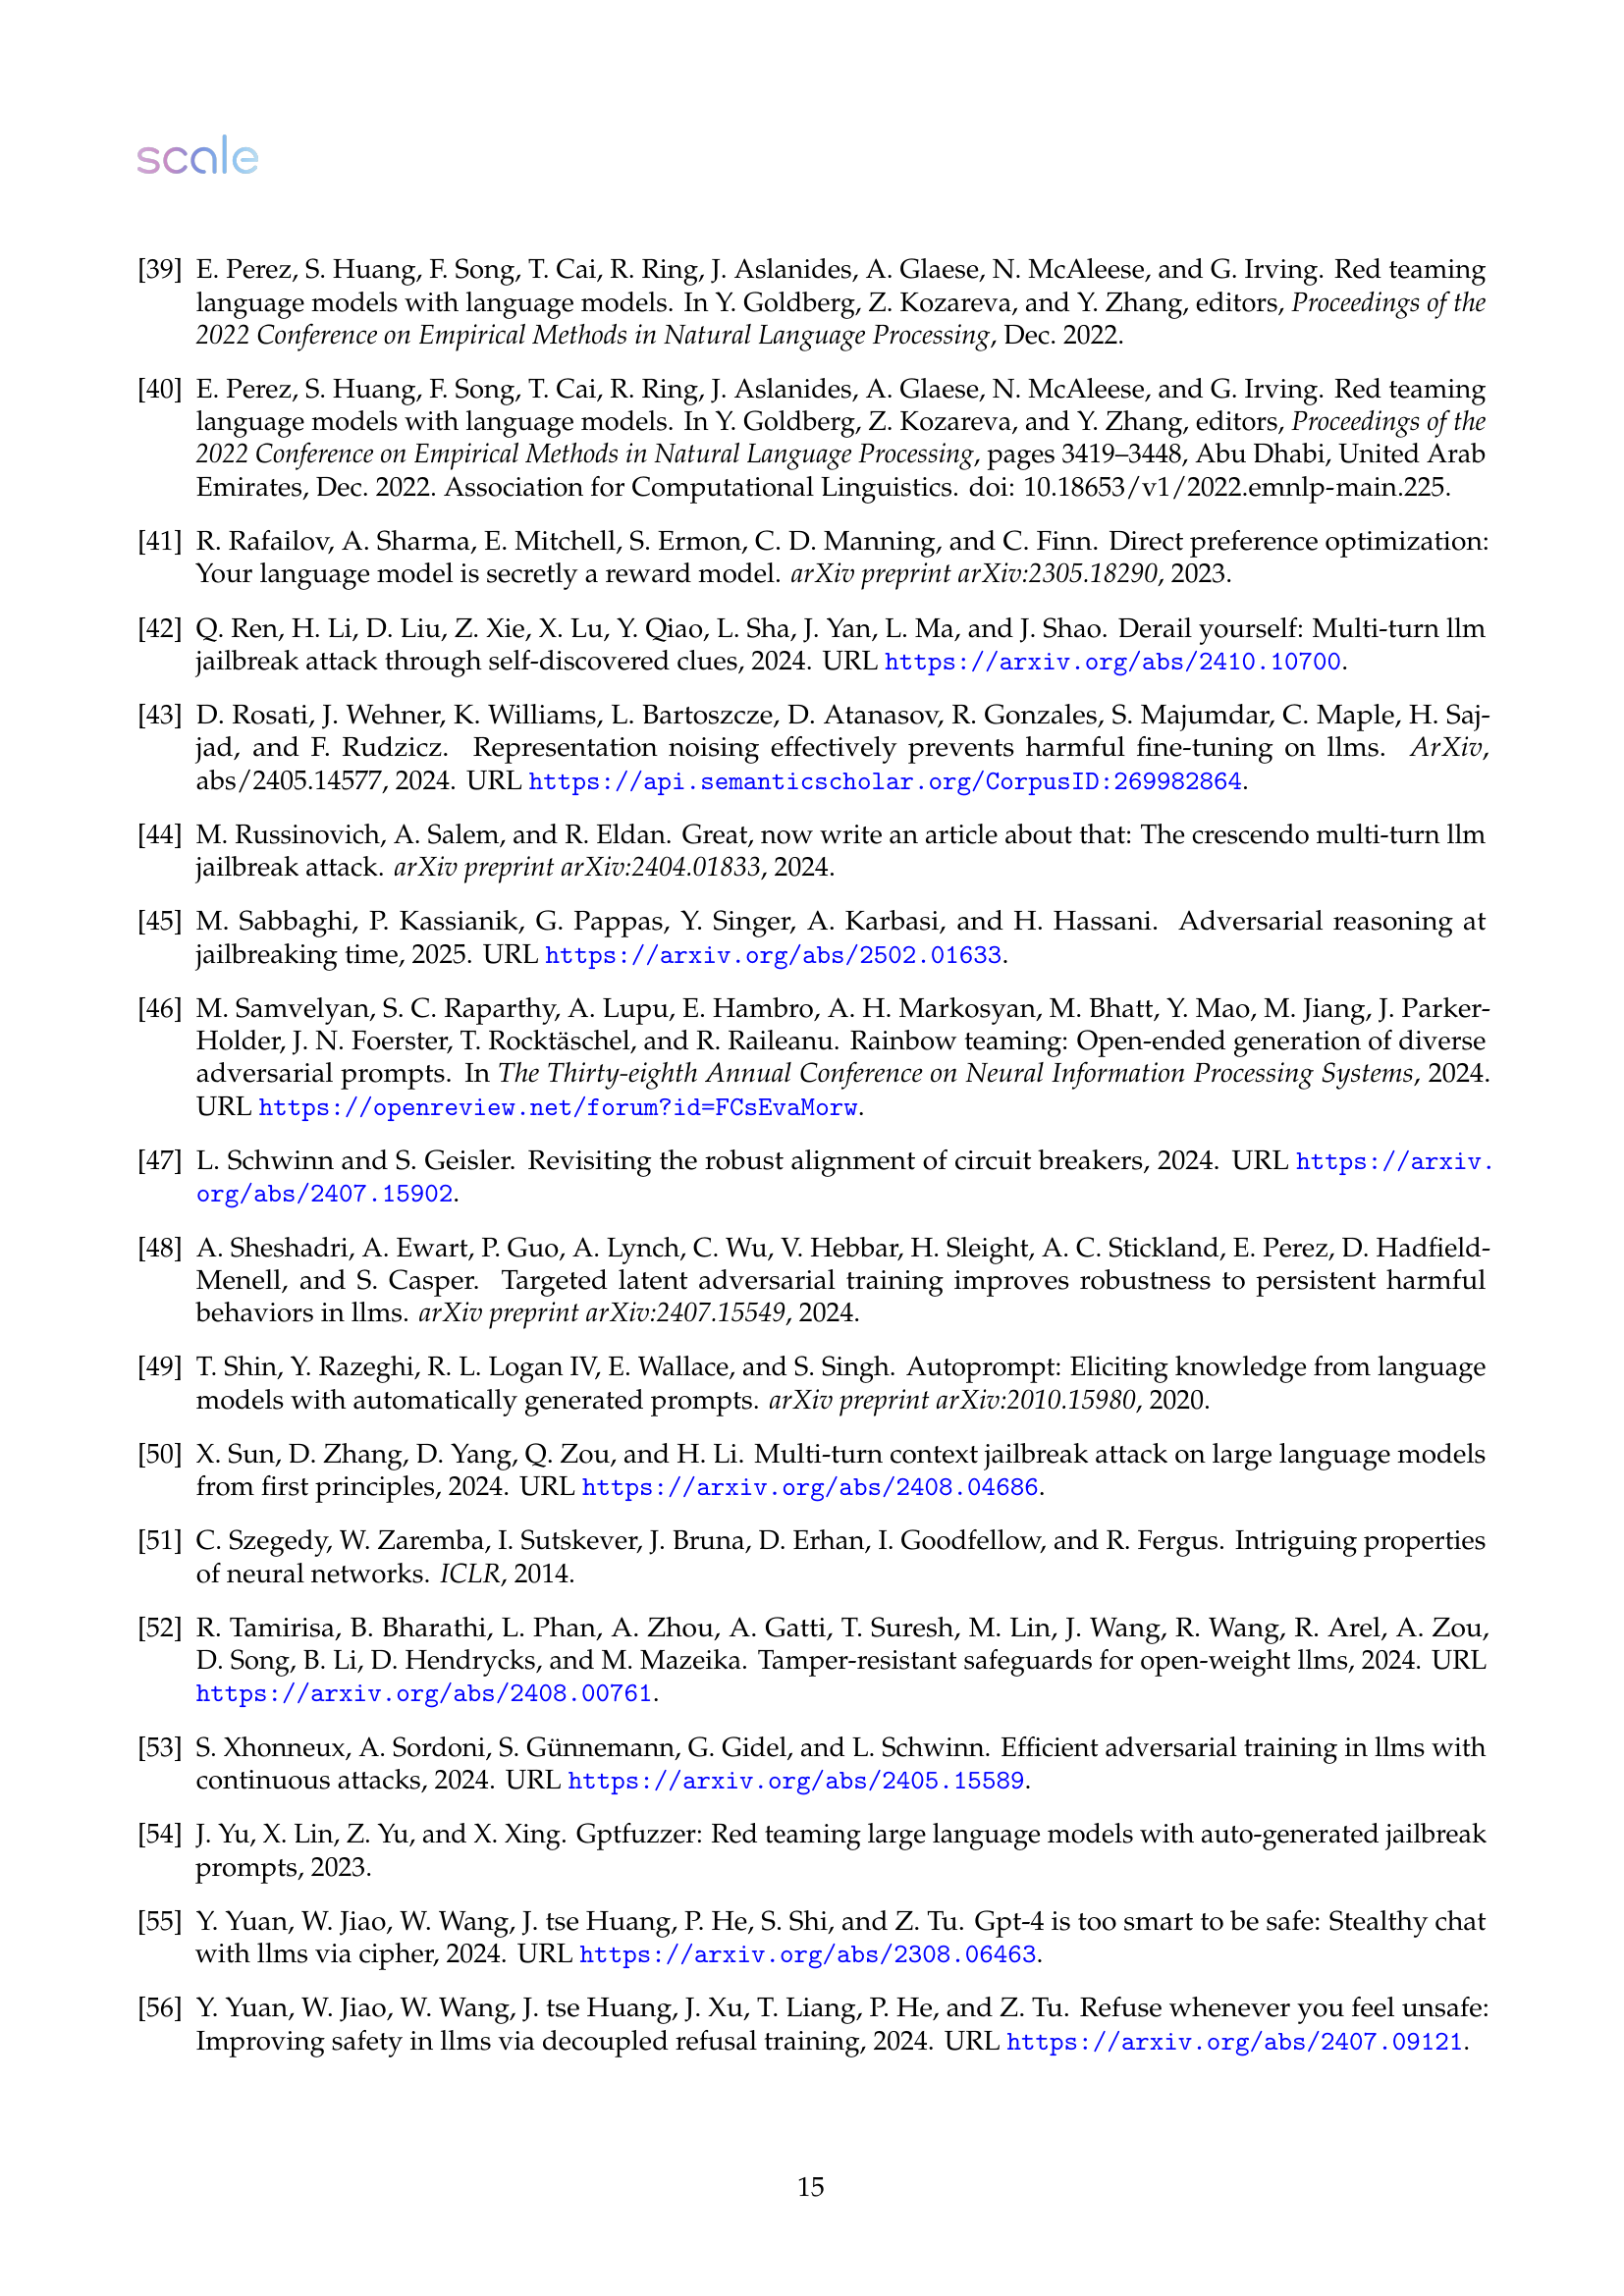 scale
[39] E. Perez, S. Huang, F. Song, T. Cai, R. Ring, J. Aslanides, A. Glaese, N. McAleese, and G. Irving. Red teaming
language models with language models. In Y. Goldberg, Z. Kozareva, and Y. Zhang, editors, Proceedings of the
2022 Conference on Empirical Methods in Natural Language Processing, Dec. 2022.
[40] E. Perez, S. Huang, F. Song, T. Cai, R. Ring, J. Aslanides, A. Glaese, N. McAleese, and G. Irving. Red teaming
language models with language models. In Y. Goldberg, Z. Kozareva, and Y. Zhang, editors, Proceedings of the
2022 Conference on Empirical Methods in Natural Language Processing, pages 3419–3448, Abu Dhabi, United Arab
Emirates, Dec. 2022. Association for Computational Linguistics. doi: 10.18653/v1/2022.emnlp-main.225.
[41] R. Rafailov, A. Sharma, E. Mitchell, S. Ermon, C. D. Manning, and C. Finn. Direct preference optimization:
Your language model is secretly a reward model. arXiv preprint arXiv:2305.18290, 2023.
[42] Q. Ren, H. Li, D. Liu, Z. Xie, X. Lu, Y. Qiao, L. Sha, J. Yan, L. Ma, and J. Shao. Derail yourself: Multi-turn llm
jailbreak attack through self-discovered clues, 2024. URL https://arxiv.org/abs/2410.10700.
[43] D. Rosati, J. Wehner, K. Williams, L. Bartoszcze, D. Atanasov, R. Gonzales, S. Majumdar, C. Maple, H. Saj-
jad, and F. Rudzicz. Representation noising effectively prevents harmful fine-tuning on llms. ArXiv,
abs/2405.14577, 2024. URL https://api.semanticscholar.org/CorpusID:269982864.
[44] M. Russinovich, A. Salem, and R. Eldan. Great, now write an article about that: The crescendo multi-turn llm
jailbreak attack. arXiv preprint arXiv:2404.01833, 2024.
[45] M. Sabbaghi, P. Kassianik, G. Pappas, Y. Singer, A. Karbasi, and H. Hassani. Adversarial reasoning at
jailbreaking time, 2025. URL https://arxiv.org/abs/2502.01633.
[46] M. Samvelyan, S. C. Raparthy, A. Lupu, E. Hambro, A. H. Markosyan, M. Bhatt, Y. Mao, M. Jiang, J. Parker-
Holder, J. N. Foerster, T. Rocktäschel, and R. Raileanu. Rainbow teaming: Open-ended generation of diverse
adversarial prompts. In The Thirty-eighth Annual Conference on Neural Information Processing Systems, 2024.
URL https://openreview.net/forum?id=FCsEvaMorw.
[47] L. Schwinn and S. Geisler. Revisiting the robust alignment of circuit breakers, 2024. URL https://arxiv.
org/abs/2407.15902.
[48] A. Sheshadri, A. Ewart, P. Guo, A. Lynch, C. Wu, V. Hebbar, H. Sleight, A. C. Stickland, E. Perez, D. Hadfield-
Menell, and S. Casper. Targeted latent adversarial training improves robustness to persistent harmful
behaviors in llms. arXiv preprint arXiv:2407.15549, 2024.
[49] T. Shin, Y. Razeghi, R. L. Logan IV, E. Wallace, and S. Singh. Autoprompt: Eliciting knowledge from language
models with automatically generated prompts. arXiv preprint arXiv:2010.15980, 2020.
[50] X. Sun, D. Zhang, D. Yang, Q. Zou, and H. Li. Multi-turn context jailbreak attack on large language models
from first principles, 2024. URL https://arxiv.org/abs/2408.04686.
[51] C. Szegedy, W. Zaremba, I. Sutskever, J. Bruna, D. Erhan, I. Goodfellow, and R. Fergus. Intriguing properties
of neural networks. ICLR, 2014.
[52] R. Tamirisa, B. Bharathi, L. Phan, A. Zhou, A. Gatti, T. Suresh, M. Lin, J. Wang, R. Wang, R. Arel, A. Zou,
D. Song, B. Li, D. Hendrycks, and M. Mazeika. Tamper-resistant safeguards for open-weight llms, 2024. URL
https://arxiv.org/abs/2408.00761.
[53] S. Xhonneux, A. Sordoni, S. Günnemann, G. Gidel, and L. Schwinn. Efficient adversarial training in llms with
continuous attacks, 2024. URL https://arxiv.org/abs/2405.15589.
[54] J. Yu, X. Lin, Z. Yu, and X. Xing. Gptfuzzer: Red teaming large language models with auto-generated jailbreak
prompts, 2023.
[55] Y. Yuan, W. Jiao, W. Wang, J. tse Huang, P. He, S. Shi, and Z. Tu. Gpt-4 is too smart to be safe: Stealthy chat
with llms via cipher, 2024. URL https://arxiv.org/abs/2308.06463.
[56] Y. Yuan, W. Jiao, W. Wang, J. tse Huang, J. Xu, T. Liang, P. He, and Z. Tu. Refuse whenever you feel unsafe:
Improving safety in llms via decoupled refusal training, 2024. URL https://arxiv.org/abs/2407.09121.
15